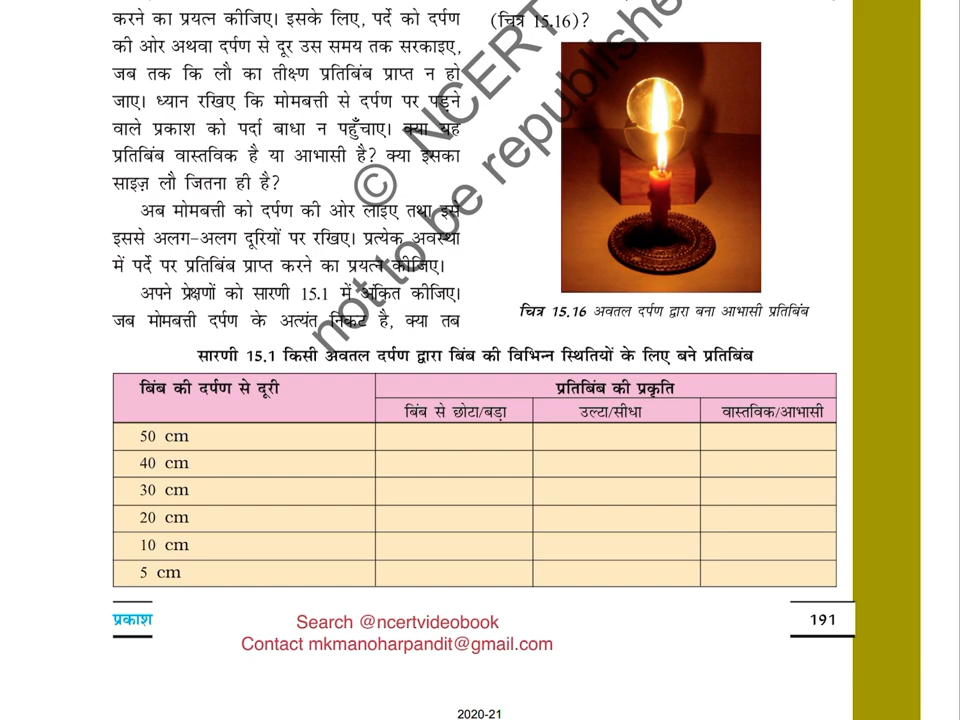 करने का प्रयत्न कीजिए। इसके लिए, पर्दे को दर्पण
की ओर अथवा दर्पण से दूर उस समय तक सरकाइए,
जब तक कि लौ का तीक्ष्ण प्रतिबिंब प्राप्त न हो
जाए। ध्यान रखिए कि मोमबत्ती से दर्पण पर पड़ने
वाले प्रकाश को पर्दा बाधा न पहुँचाए। क्या यह
प्रतिबिंब वास्तविक है या आभासी है? क्या इसका
साइज़ लौ जितना ही है?
अब मोमबत्ती को दर्पण की ओर लाइए तथा इसे
इससे अलग-अलग दूरियों पर रखिए। प्रत्येक अवस्था
में पर्दे पर प्रतिबिंब प्राप्त करने का प्रयत्न कीजिए।
अपने प्रेक्षणों को सारणी 15.1 में अंकित कीजिए।
जब मोमबत्ती दर्पण के अत्यंत निकट है, क्या तब
(चित्र 15.16)?
चित्र 15.16 अवतल दर्पण द्वारा बना आभासी प्रतिबिंब
© NCERT
not to be republished
सारणी 15.1 किसी अवतल दर्पण द्वारा बिंब की विभिन्न स्थितियों के लिए बने प्रतिबिंब
बिंब की दर्पण से दूरी प्रतिबिंब की प्रकृति
बिंब से छोटा/बड़ा उल्टा/सीधा वास्तविक/आभासी
50 cm
40 cm
30 cm
20 cm
10 cm
5 cm
प्रकाश 191
Search @ncertvideobook
Contact mkmanoharpandit@gmail.com
2020-21